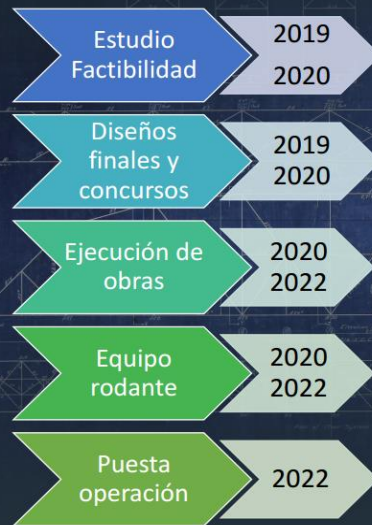 Estudio
Factibilidad
2019
2020
Diseños
finales y
concursos
2019
2020
Ejecución de
obras
2020
2022
Equipo
rodante
2020
2022
Puesta
operación
2022